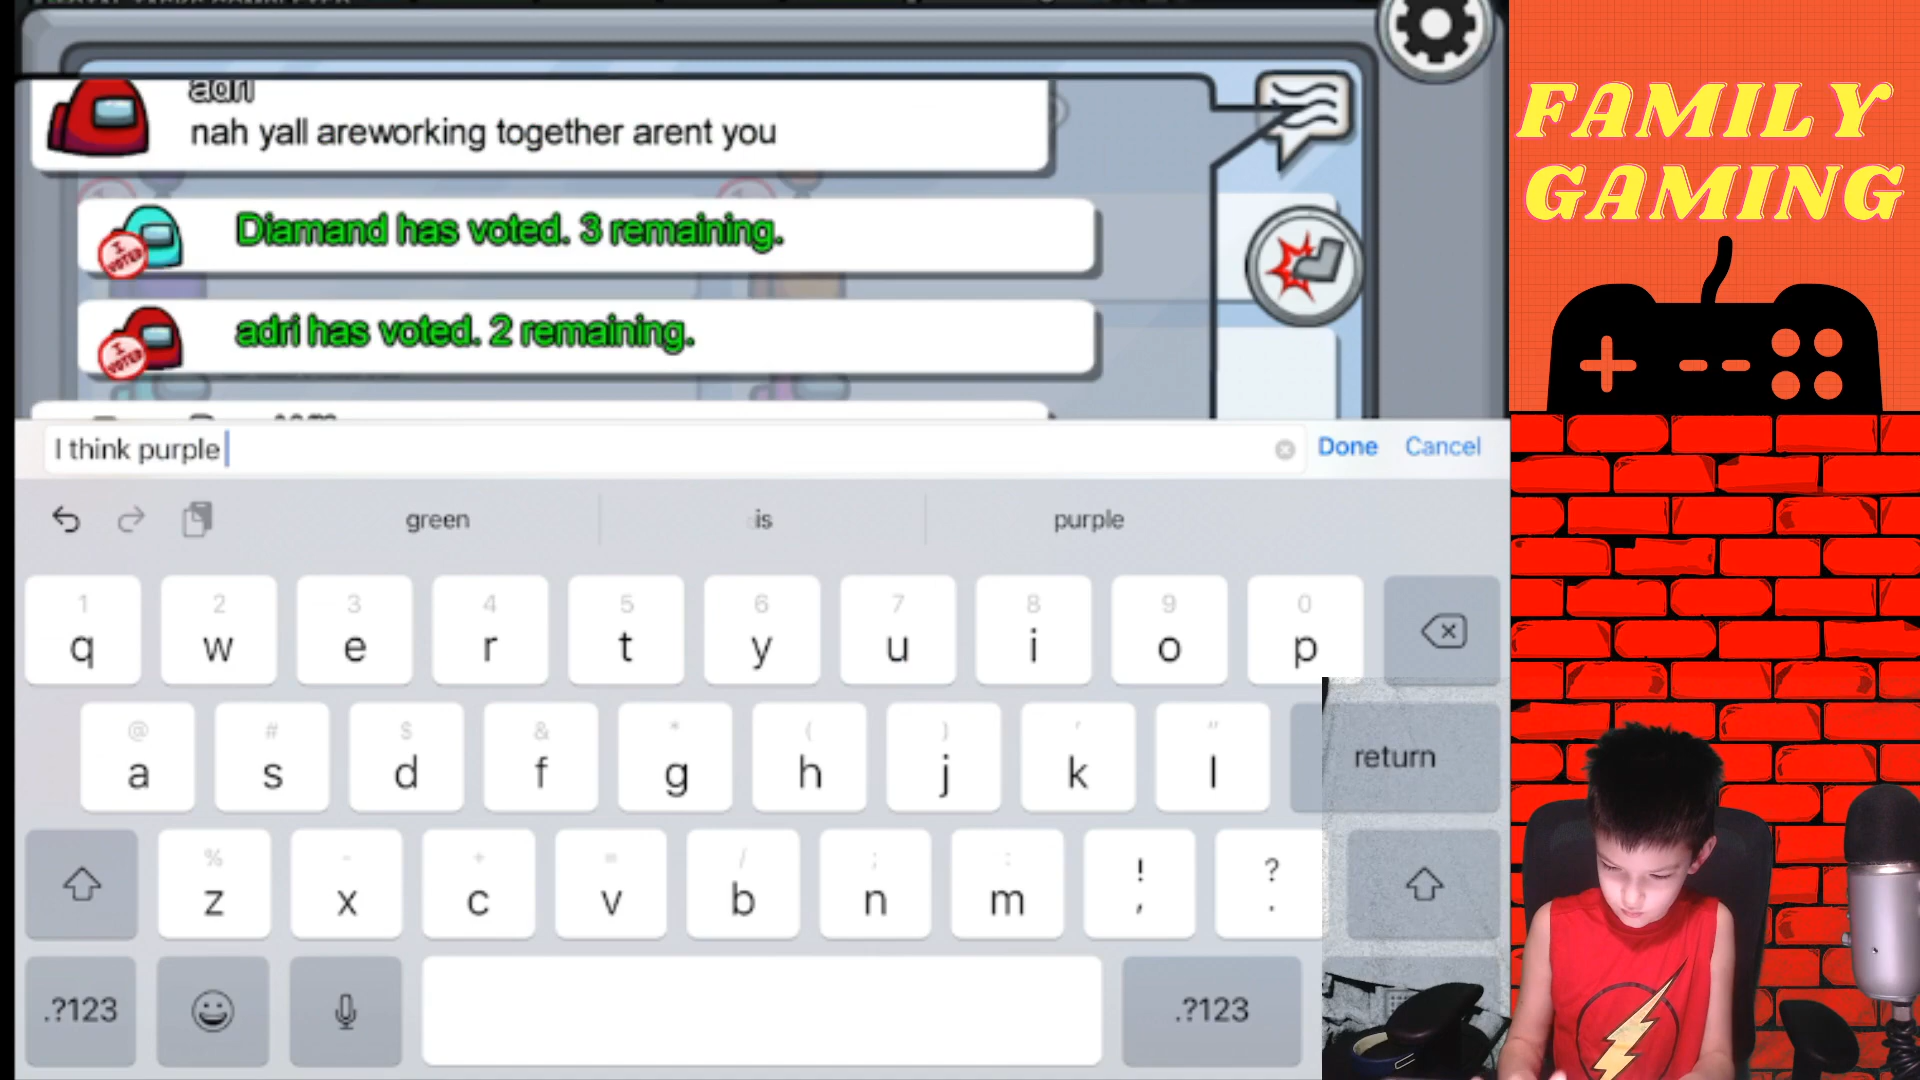 adri
nah yall areworking together arent you
I VOTED
Diamand has voted. 3 remaining.
I VOTED
adri has voted. 2 remaining.
I think purple
Done
Cancel
green
is
purple
1 2 3 4 5 6 7 8 9 0
q w e r t y u i o p
@ # $ & * ( ) ' "
a s d f g h j k l
return
% - + = / ; : ! ?
z x c v b n m , .
.?123
.?123
FAMILY
GAMING